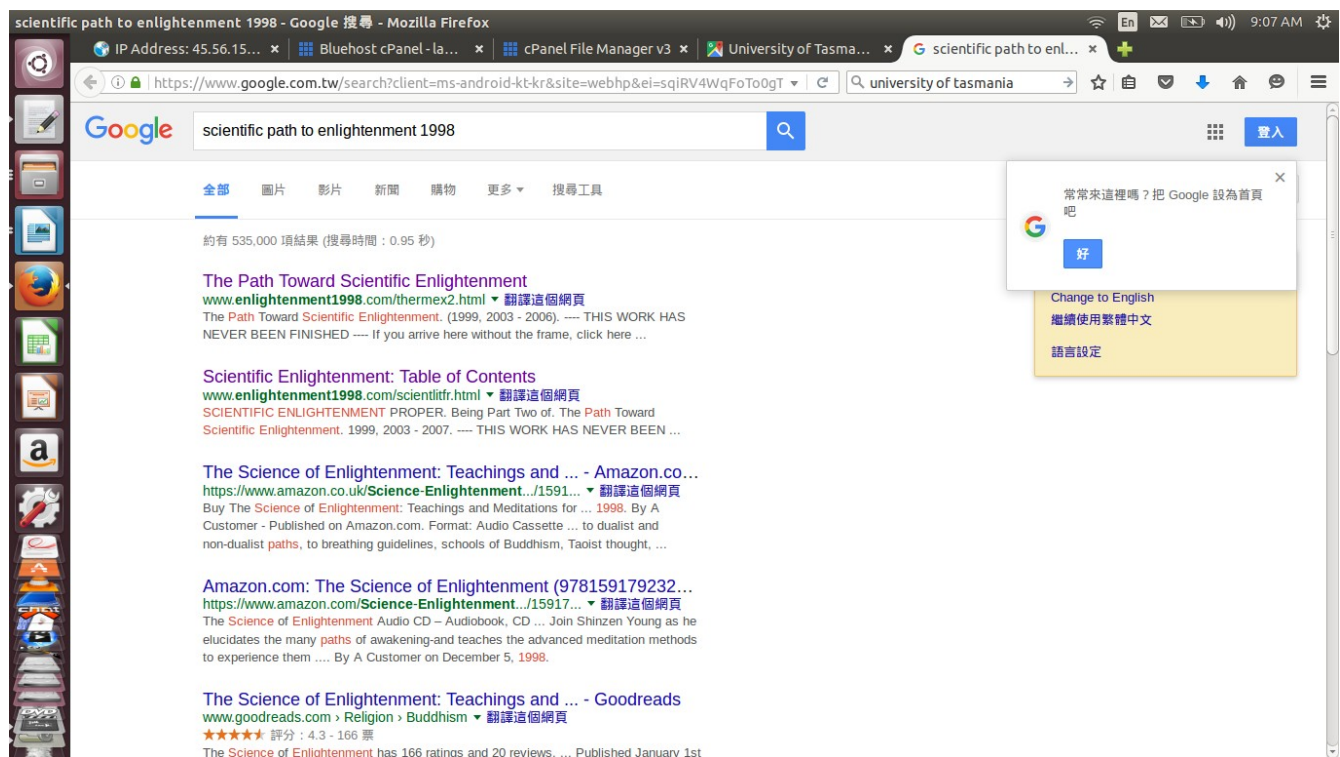 scientific path to enlightenment 1998 - Google 搜尋 - Mozilla Firefox
En
9:07 AM
IP Address: 45.56.15...
Bluehost cPanel - la...
cPanel File Manager v3
University of Tasma...
scientific path to enl...
https://www.google.com.tw/search?client=ms-android-kt-kr&site=webhp&ei=sqiRV4WqFoTo0gT
university of tasmania
Google
scientific path to enlightenment 1998
登入
全部 圖片 影片 新聞 購物 更多 搜尋工具
常常來這裡嗎？把 Google 設為首頁
吧
好
Change to English
繼續使用繁體中文
語言設定
約有 535,000 項結果 (搜尋時間：0.95 秒)
The Path Toward Scientific Enlightenment
www.enlightenment1998.com/thermex2.html 翻譯這個網頁
The Path Toward Scientific Enlightenment. (1999, 2003 - 2006). ---- THIS WORK HAS
NEVER BEEN FINISHED ---- If you arrive here without the frame, click here ...
Scientific Enlightenment: Table of Contents
www.enlightenment1998.com/scientlitfr.html 翻譯這個網頁
SCIENTIFIC ENLIGHTENMENT PROPER. Being Part Two of. The Path Toward
Scientific Enlightenment. 1999, 2003 - 2007. ---- THIS WORK HAS NEVER BEEN ...
The Science of Enlightenment: Teachings and ... - Amazon.co...
https://www.amazon.co.uk/Science-Enlightenment.../1591... 翻譯這個網頁
Buy The Science of Enlightenment: Teachings and Meditations for ... 1998. By A
Customer - Published on Amazon.com. Format: Audio Cassette ... to dualist and
non-dualist paths, to breathing guidelines, schools of Buddhism, Taoist thought, ...
Amazon.com: The Science of Enlightenment (978159179232...
https://www.amazon.com/Science-Enlightenment.../15917... 翻譯這個網頁
The Science of Enlightenment Audio CD – Audiobook, CD ... Join Shinzen Young as he
elucidates the many paths of awakening-and teaches the advanced meditation methods
to experience them .... By A Customer on December 5, 1998.
The Science of Enlightenment: Teachings and ... - Goodreads
www.goodreads.com › Religion › Buddhism 翻譯這個網頁
評分：4.3 - 166 票
The Science of Enlightenment has 166 ratings and 20 reviews. ... Published January 1st